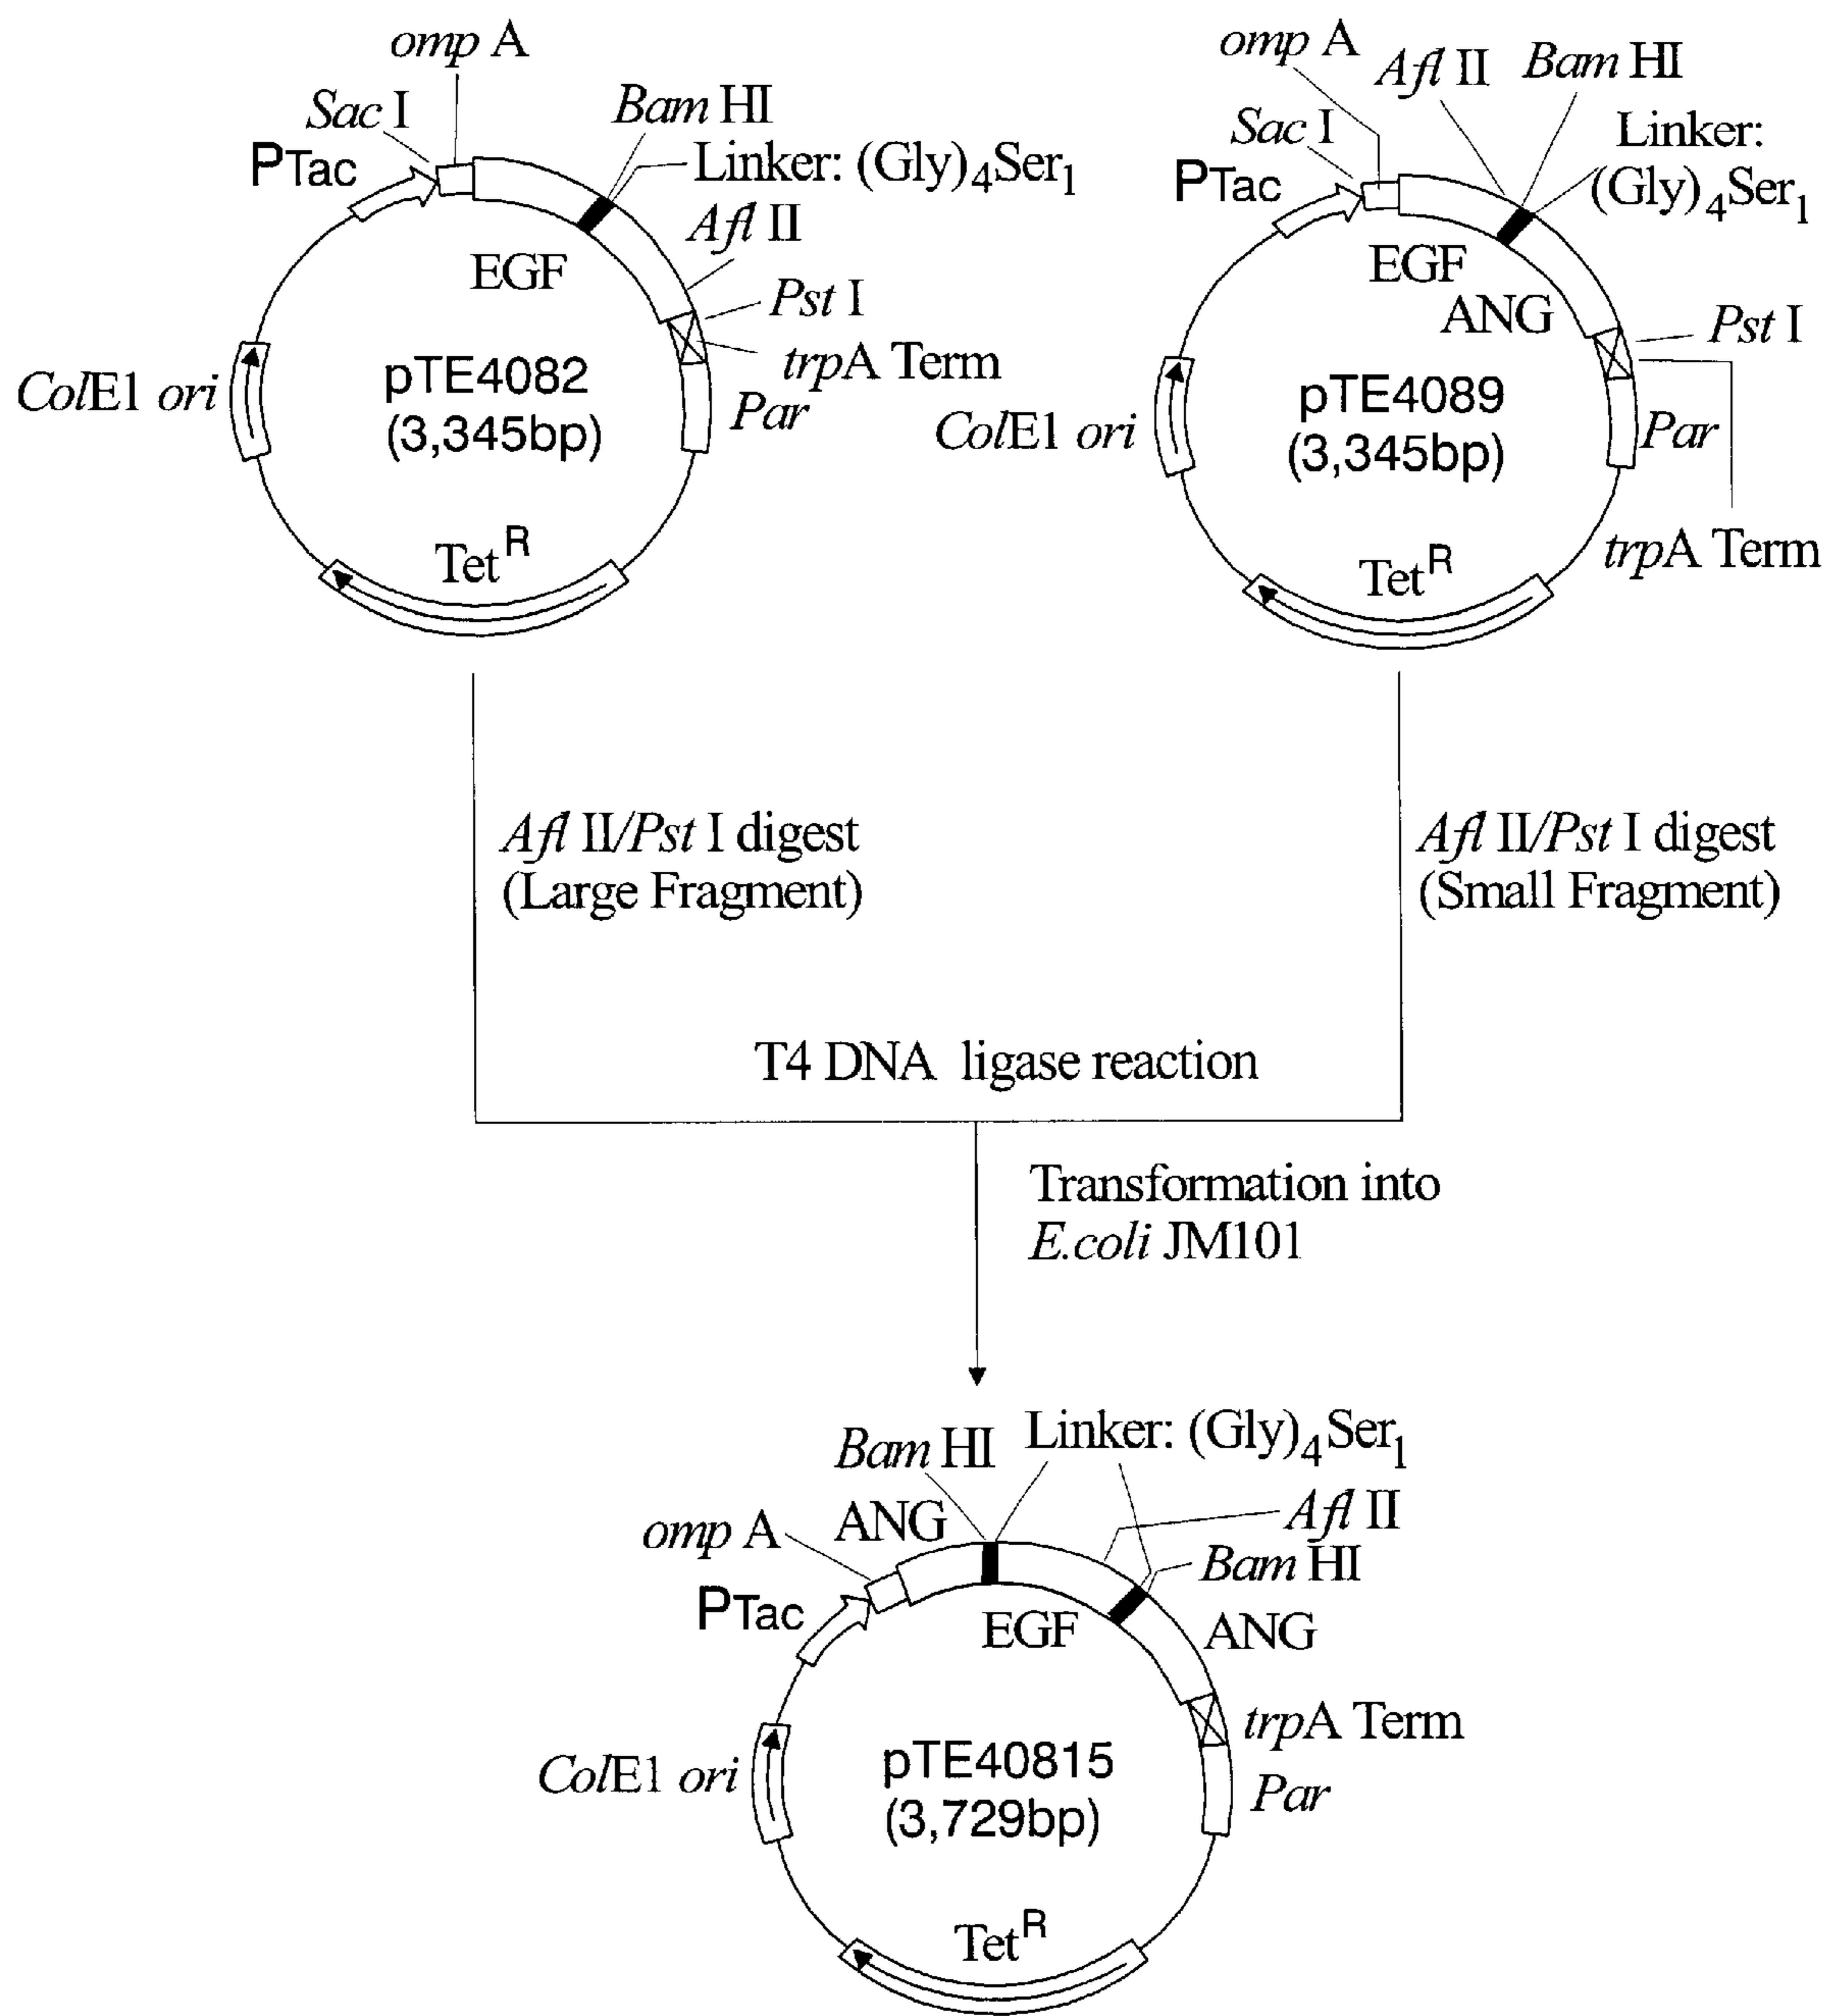 omp A
Sac I
Bam HI
PTac
Linker: (Gly)4Ser1
Afl II
EGF
Pst I
trpA Term
ColE1 ori
pTE4082
(3,345bp)
Par
Tet R
omp A
Afl II
Bam HI
Sac I
Linker:
(Gly)4Ser1
PTac
EGF
ANG
Pst I
ColE1 ori
pTE4089
(3,345bp)
Par
trpA Term
Tet R
Afl II/Pst I digest
(Large Fragment)
Afl II/Pst I digest
(Small Fragment)
T4 DNA ligase reaction
Transformation into
E.coli JM101
Bam HI
Linker: (Gly)4Ser1
ANG
Afl II
omp A
Bam HI
PTac
EGF
ANG
trpA Term
ColE1 ori
pTE40815
(3,729bp)
Par
Tet R